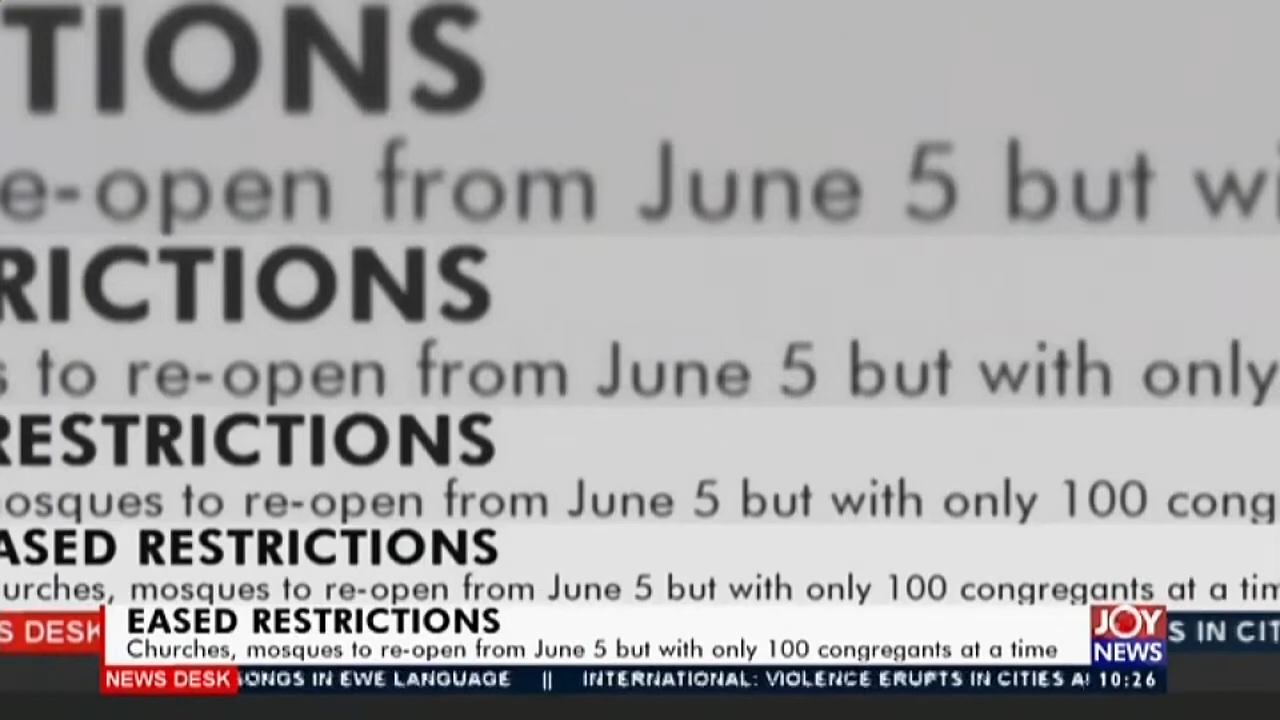 TIONS
e-open from June 5 but wi
RICTIONS
s to re-open from June 5 but with only
RESTRICTIONS
osques to re-open from June 5 but with only 100 cong
ASED RESTRICTIONS
urches, mosques to re-open from June 5 but with only 100 congregants at a tim
S DESK
EASED RESTRICTIONS
Churches, mosques to re-open from June 5 but with only 100 congregants at a time
JOY
NEWS
S IN CIT
NEWS DESK
ONGS IN EWE LANGUAGE || INTERNATIONAL: VIOLENCE ERUPTS IN CITIES A
10:26